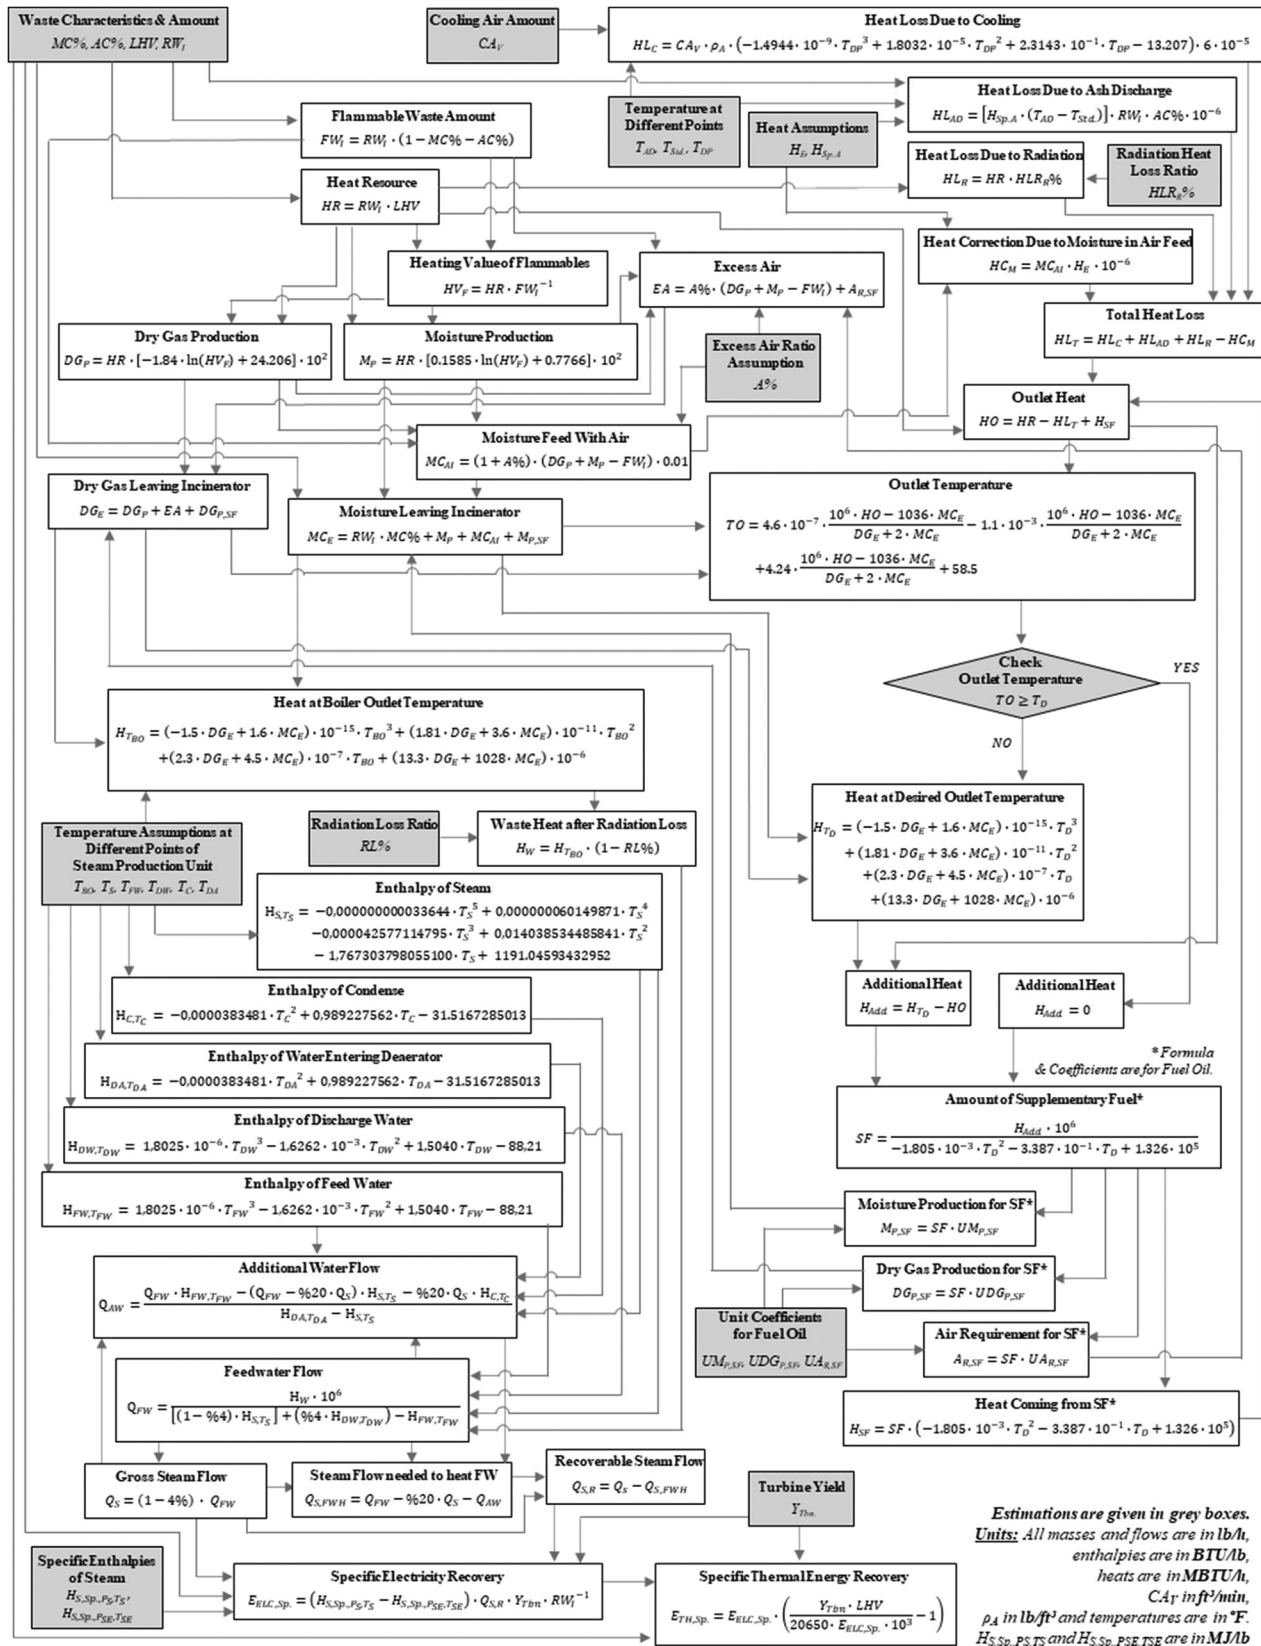 Waste Characteristics & Amount
MC%, AC%, LHV, RW_I
Cooling Air Amount
CA_V
Heat Loss Due to Cooling
HL_C = CA_V · ρ_A · (−1.4944 · 10^−9 · T_DP^3 + 1.8032 · 10^−5 · T_DP^2 + 2.3143 · 10^−1 · T_DP − 13.207) · 6 · 10^−5
Heat Loss Due to Ash Discharge
HL_AD = [H_Sp.A · (T_AD − T_Std.)] · RW_I · AC% · 10^−6
Flammable Waste Amount
FW_I = RW_I · (1 − MC% − AC%)
Temperature at
Different Points
T_AD, T_Std., T_DP
Heat Assumptions
H_E, H_Sp.A
Heat Loss Due to Radiation
HL_R = HR · HLR_R%
Radiation Heat
Loss Ratio
HLR_R%
Heat Resource
HR = RW_I · LHV
Heat Correction Due to Moisture in Air Feed
HC_M = MC_AI · H_E · 10^−6
Heating Value of Flammables
HV_F = HR · FW_I^−1
Excess Air
EA = A% · (DG_P + M_P − FW_I) + A_R,SF
Total Heat Loss
HL_T = HL_C + HL_AD + HL_R − HC_M
Dry Gas Production
DG_P = HR · [−1.84 · ln(HV_F) + 24.206] · 10^2
Moisture Production
M_P = HR · [0.1585 · ln(HV_F) + 0.7766] · 10^2
Excess Air Ratio
Assumption
A%
Outlet Heat
HO = HR − HL_T + H_SF
Moisture Feed With Air
MC_AI = (1 + A%) · (DG_P + M_P − FW_I) · 0.01
Dry Gas Leaving Incinerator
DG_E = DG_P + EA + DG_P,SF
Moisture Leaving Incinerator
MC_E = RW_I · MC% + M_P + MC_AI + M_P,SF
Outlet Temperature
TO = 4.6 · 10^−7 · (10^6 · HO − 1036 · MC_E)/(DG_E + 2 · MC_E) − 1.1 · 10^−3 · (10^6 · HO − 1036 · MC_E)/(DG_E + 2 · MC_E)
+4.24 · (10^6 · HO − 1036 · MC_E)/(DG_E + 2 · MC_E) + 58.5
Check
Outlet Temperature
TO ≥ T_D
YES
NO
Heat at Boiler Outlet Temperature
H_T_BO = (−1.5 · DG_E + 1.6 · MC_E) · 10^−15 · T_BO^3 + (1.81 · DG_E + 3.6 · MC_E) · 10^−11 · T_BO^2
+(2.3 · DG_E + 4.5 · MC_E) · 10^−7 · T_BO + (13.3 · DG_E + 1028 · MC_E) · 10^−6
Heat at Desired Outlet Temperature
H_T_D = (−1.5 · DG_E + 1.6 · MC_E) · 10^−15 · T_D^3
+ (1.81 · DG_E + 3.6 · MC_E) · 10^−11 · T_D^2
+(2.3 · DG_E + 4.5 · MC_E) · 10^−7 · T_D
+(13.3 · DG_E + 1028 · MC_E) · 10^−6
Temperature Assumptions at
Different Points of
Steam Production Unit
T_BO, T_S, T_FW, T_DW, T_C, T_DA
Radiation Loss Ratio
RL%
Waste Heat after Radiation Loss
H_W = H_T_BO · (1 − RL%)
Enthalpy of Steam
H_S,T_S = −0,000000000033644 · T_S^5 + 0,000000060149871 · T_S^4
−0,000042577114795 · T_S^3 + 0,014038534485841 · T_S^2
− 1,767303798055100 · T_S + 1191.04593432952
Enthalpy of Condense
H_C,T_C = −0,0000383481 · T_C^2 + 0,989227562 · T_C − 31.5167285013
Additional Heat
H_Add = H_T_D − HO
Additional Heat
H_Add = 0
Enthalpy of Water Entering Deaerator
H_DA,T_DA = −0,0000383481 · T_DA^2 + 0,989227562 · T_DA − 31.5167285013
* Formula
& Coefficients are for Fuel Oil.
Enthalpy of Discharge Water
H_DW,T_DW = 1,8025 · 10^−6 · T_DW^3 − 1,6262 · 10^−3 · T_DW^2 + 1,5040 · T_DW − 88,21
Amount of Supplementary Fuel*
SF = (H_Add · 10^6)/(−1.805 · 10^−3 · T_D^2 − 3.387 · 10^−1 · T_D + 1.326 · 10^5)
Enthalpy of Feed Water
H_FW,T_FW = 1,8025 · 10^−6 · T_FW^3 − 1,6262 · 10^−3 · T_FW^2 + 1,5040 · T_FW − 88,21
Moisture Production for SF*
M_P,SF = SF · UM_P,SF
Additional Water Flow
Q_AW = (Q_FW · H_FW,T_FW − (Q_FW − %20 · Q_S) · H_S,T_S − %20 · Q_S · H_C,T_C)/(H_DA,T_DA − H_S,T_S)
Dry Gas Production for SF*
DG_P,SF = SF · UDG_P,SF
Unit Coefficients
for Fuel Oil
UM_P,SF, UDG_P,SF, UA_R,SF
Air Requirement for SF*
A_R,SF = SF · UA_R,SF
Feedwater Flow
Q_FW = (H_W · 10^6)/([(1 − %4) · H_S,T_S] + (%4 · H_DW,T_DW) − H_FW,T_FW)
Heat Coming from SF*
H_SF = SF · (−1.805 · 10^−3 · T_D^2 − 3.387 · 10^−1 · T_D + 1.326 · 10^5)
Gross Steam Flow
Q_S = (1 − 4%) · Q_FW
Steam Flow needed to heat FW
Q_S,FWH = Q_FW − %20 · Q_S − Q_AW
Recoverable Steam Flow
Q_S,R = Q_S − Q_S,FWH
Turbine Yield
Y_Tbn.
Specific Enthalpies
of Steam
H_S,Sp.,P_S,T_S,
H_S,Sp.,P_SE,T_SE
Specific Electricity Recovery
E_ELC,Sp. = (H_S,Sp.,P_S,T_S − H_S,Sp.,P_SE,T_SE) · Q_S,R · Y_Tbn · RW_I^−1
Specific Thermal Energy Recovery
E_TH,Sp. = E_ELC,Sp. · ((Y_Tbn · LHV)/(20650 · E_ELC,Sp. · 10^3) − 1)
Estimations are given in grey boxes.
Units: All masses and flows are in lb/h,
enthalpies are in BTU/lb,
heats are in MBTU/h,
CA_V in ft³/min,
ρ_A in lb/ft³ and temperatures are in °F.
H_S,Sp.,PS,TS and H_S,Sp.,PSE,TSE are in MJ/lb